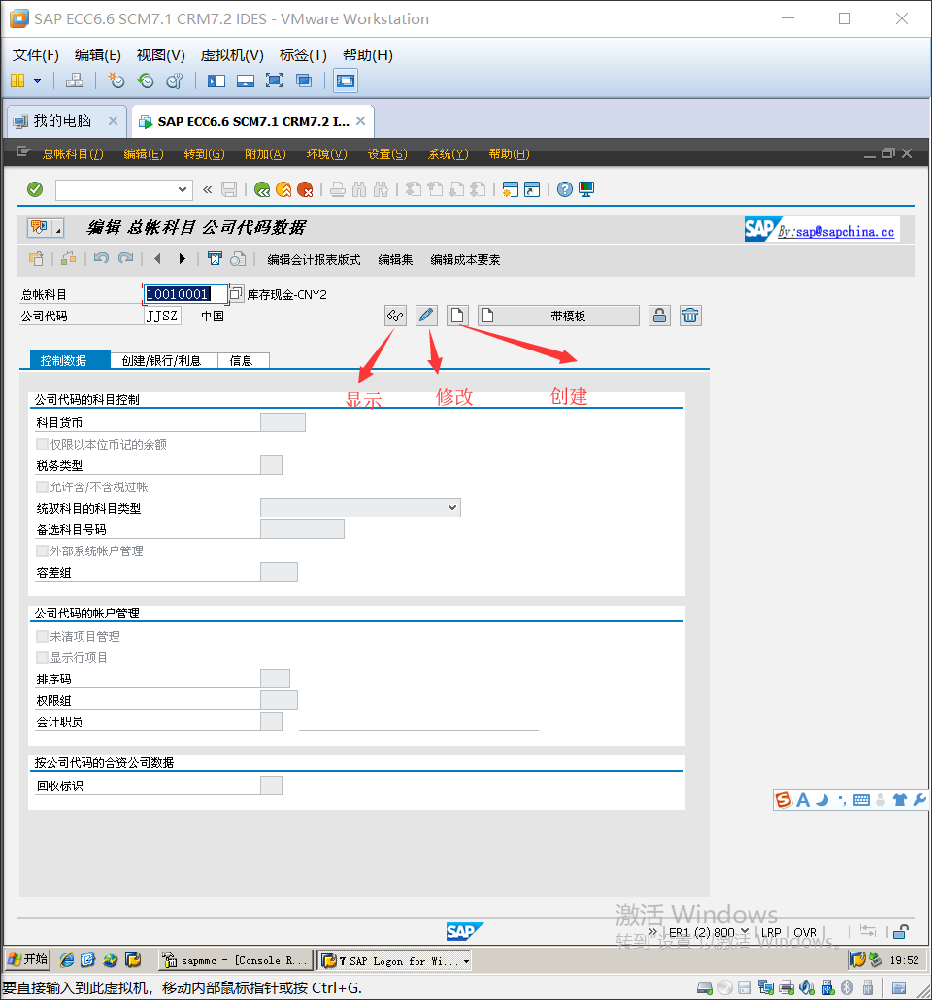 SAP ECC6.6 SCM7.1 CRM7.2 IDES - VMware Workstation
文件(F) 编辑(E) 视图(V) 虚拟机(V) 标签(T) 帮助(H)
我的电脑 SAP ECC6.6 SCM7.1 CRM7.2 I...
总帐科目(I) 编辑(E) 转到(G) 附加(A) 环境(V) 设置(S) 系统(Y) 帮助(H)
编辑 总帐科目 公司代码数据
SAP By:sap@sapchina.cc
编辑会计报表版式 编辑集 编辑成本要素
总帐科目 10010001 库存现金-CNY2
公司代码 JJSZ 中国
带模板
控制数据 创建/银行/利息 信息
显示 修改 创建
公司代码的科目控制
科目货币
仅限以本位币记的余额
税务类型
允许含/不含税过帐
统驭科目的科目类型
备选科目号码
外部系统帐户管理
容差组
公司代码的帐户管理
未清项目管理
显示行项目
排序码
权限组
会计职员
按公司代码的合资公司数据
回收标识
激活 Windows
SAP ER1 (2) 800 LRP OVR
开始 sapmmc - [Console R... 7 SAP Logon for Wi... 19:52
要直接输入到此虚拟机，移动内部鼠标指针或按 Ctrl+G.